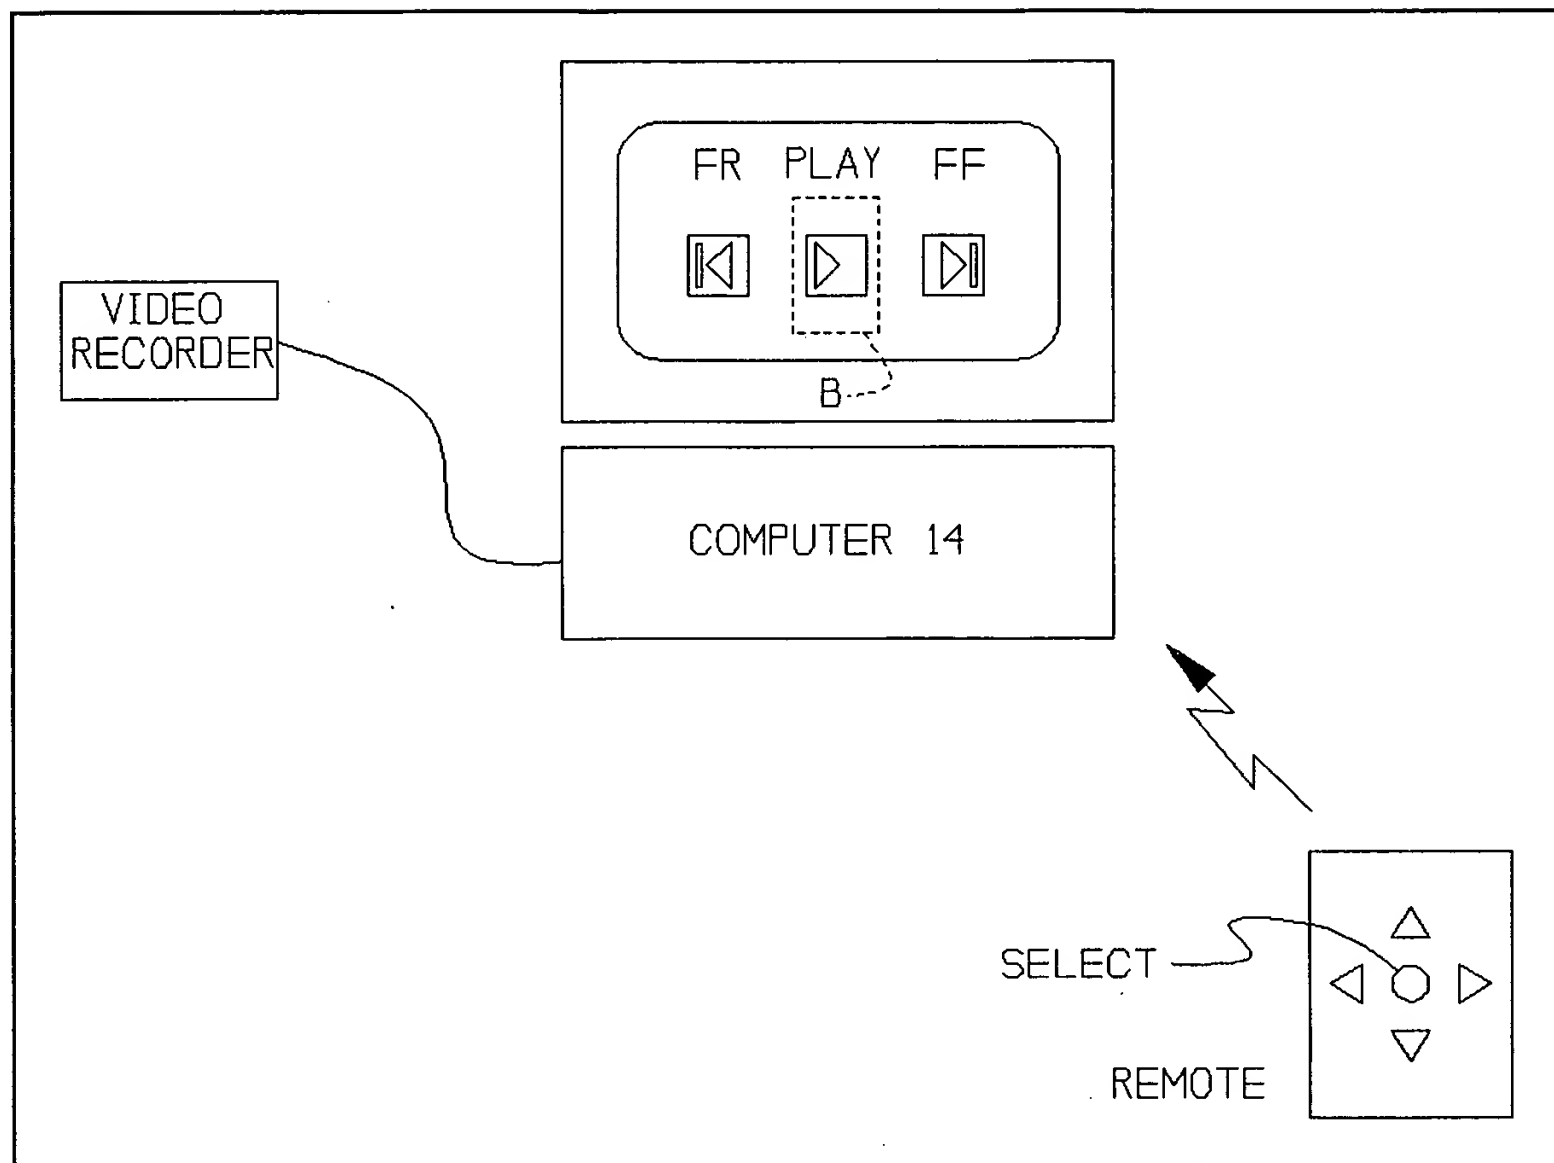 FR PLAY FF
B
VIDEO
RECORDER
COMPUTER 14
SELECT
REMOTE